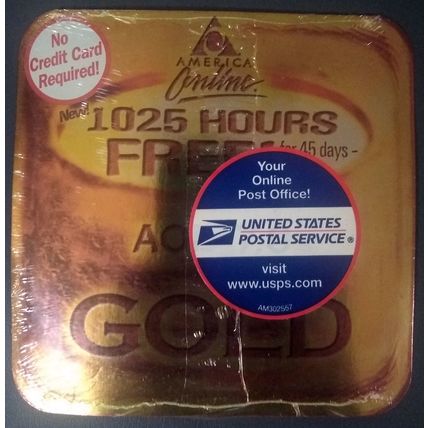 No
Credit Card
Required!
AMERICA
Online
New!
1025 HOURS
FREE! for 45 days
Your
Online
Post Office!
UNITED STATES
POSTAL SERVICE®
visit
www.usps.com
AM302557
GOLD